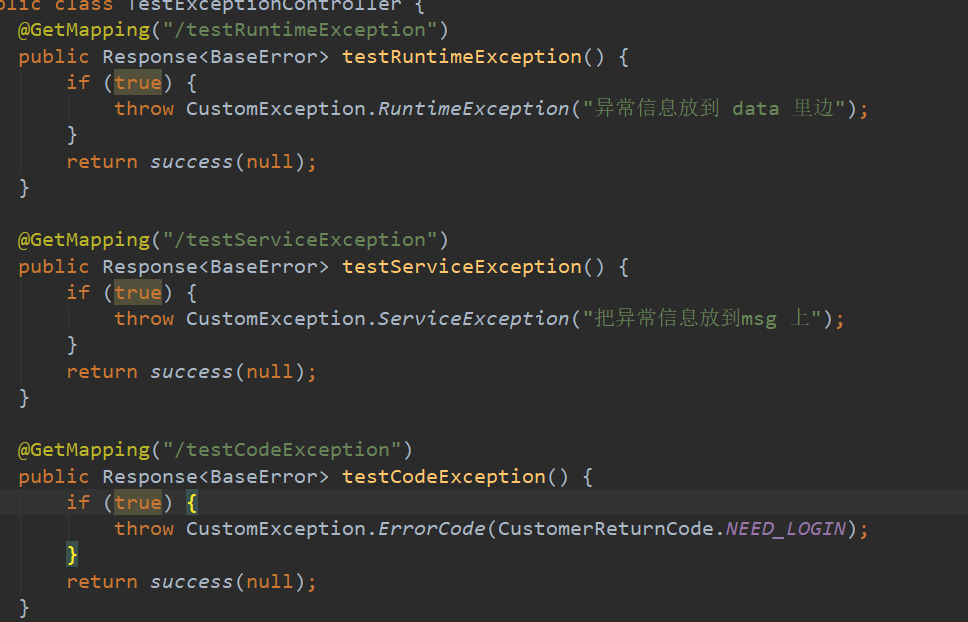 blic class TestExceptionController {
@GetMapping("/testRuntimeException")
public Response<BaseError> testRuntimeException() {
if (true) {
throw CustomException.RuntimeException("异常信息放到 data 里边");
}
return success(null);
}
@GetMapping("/testServiceException")
public Response<BaseError> testServiceException() {
if (true) {
throw CustomException.ServiceException("把异常信息放到msg 上");
}
return success(null);
}
@GetMapping("/testCodeException")
public Response<BaseError> testCodeException() {
if (true) {
throw CustomException.ErrorCode(CustomerReturnCode.NEED_LOGIN);
}
return success(null);
}